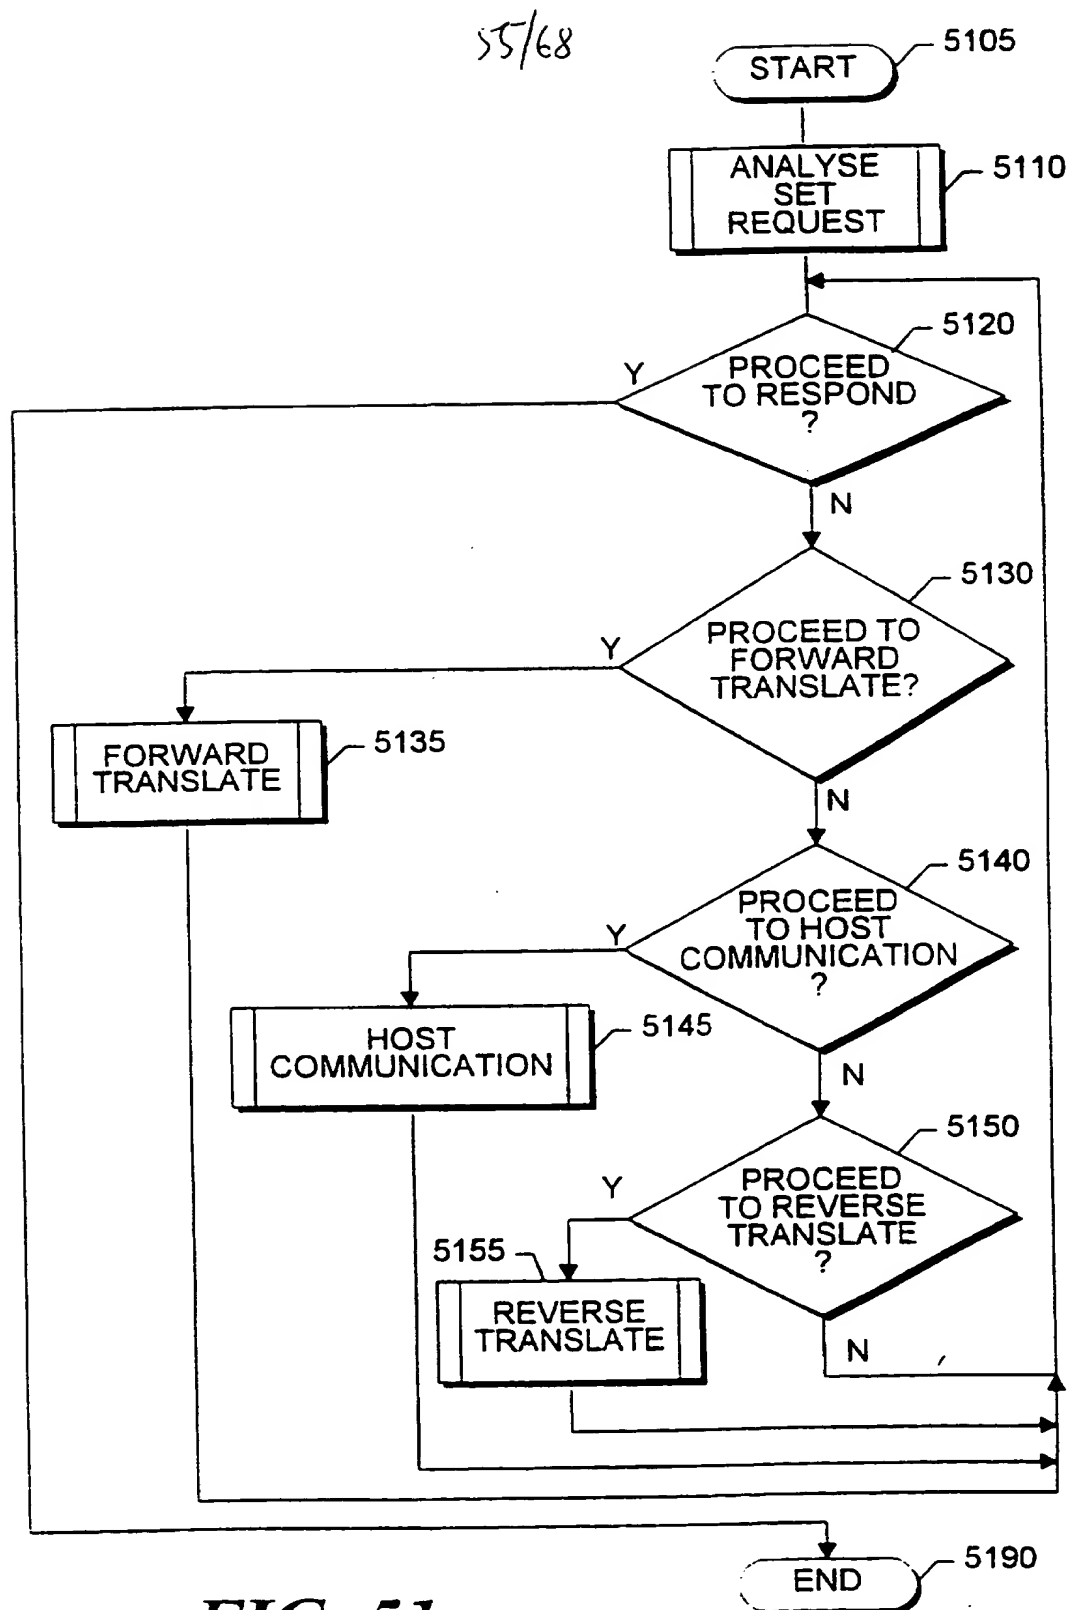 55/68
START
5105
ANALYSE
SET
REQUEST
5110
5120
PROCEED
TO RESPOND
?
Y
N
5130
PROCEED TO
FORWARD
TRANSLATE?
Y
N
FORWARD
TRANSLATE
5135
5140
PROCEED
TO HOST
COMMUNICATION
?
Y
N
HOST
COMMUNICATION
5145
5150
PROCEED
TO REVERSE
TRANSLATE
?
Y
N
5155
REVERSE
TRANSLATE
END
5190
FIG. 51